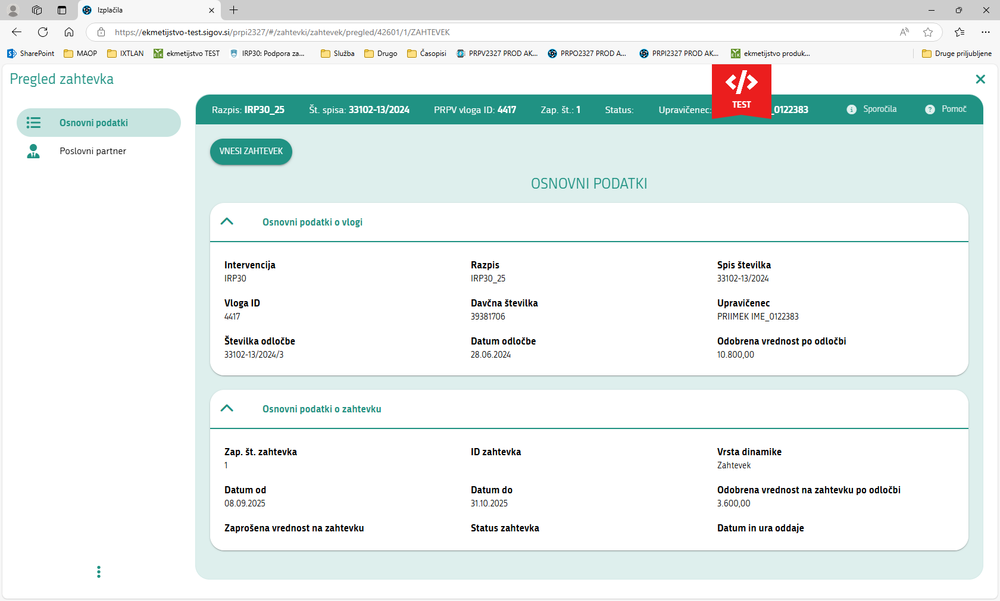 Izplačila
https://ekmetijstvo-test.sigov.si/prpi2327/#/zahtevki/zahtevek/pregled/42601/1/ZAHTEVEK
SharePoint MAOP IXTLAN ekmetijstvo TEST IRP30: Podpora za... Služba Drugo Časopisi PRPV2327 PROD AK... PRPO2327 PROD A... PRPI2327 PROD AK... ekmetijstvo produk... Druge priljubljene
Pregled zahtevka
</>
TEST
Osnovni podatki
Poslovni partner
Razpis: IRP30_25 Št. spisa: 33102-13/2024 PRPV vloga ID: 4417 Zap. št.: 1 Status: Upravičenec: _0122383 Sporočila Pomoč
VNESI ZAHTEVEK
OSNOVNI PODATKI
Osnovni podatki o vlogi
Intervencija Razpis Spis številka
IRP30 IRP30_25 33102-13/2024
Vloga ID Davčna številka Upravičenec
4417 39381706 PRIIMEK IME_0122383
Številka odločbe Datum odločbe Odobrena vrednost po odločbi
33102-13/2024/3 28.06.2024 10.800,00
Osnovni podatki o zahtevku
Zap. št. zahtevka ID zahtevka Vrsta dinamike
1 Zahtevek
Datum od Datum do Odobrena vrednost na zahtevku po odločbi
08.09.2025 31.10.2025 3.600,00
Zaprošena vrednost na zahtevku Status zahtevka Datum in ura oddaje